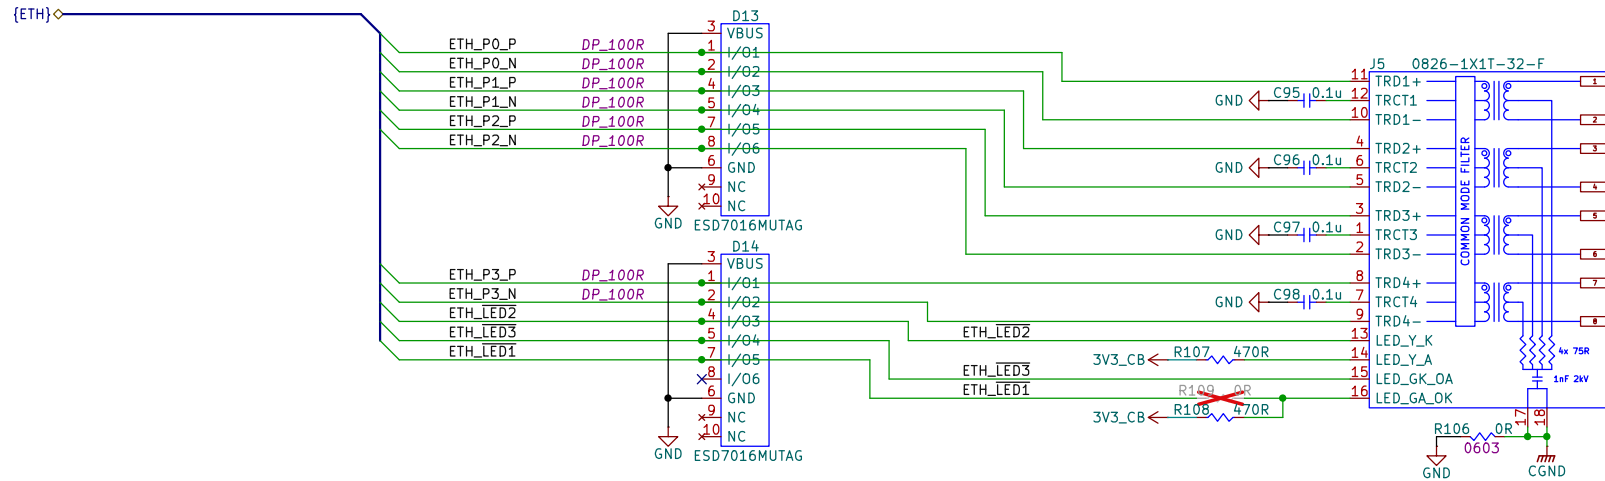 {ETH}
D13
3 VBUS
ETH_P0_P DP_100R 1 I/O1
ETH_P0_N DP_100R 2 I/O2
ETH_P1_P DP_100R 4 I/O3
ETH_P1_N DP_100R 5 I/O4
ETH_P2_P DP_100R 7 I/O5
ETH_P2_N DP_100R 8 I/O6
6 GND
9 NC
10 NC
GND
ESD7016MUTAG
D14
3 VBUS
ETH_P3_P DP_100R 1 I/O1
ETH_P3_N DP_100R 2 I/O2
ETH_LED2 4 I/O3
ETH_LED3 5 I/O4
ETH_LED1 7 I/O5
8 I/O6
6 GND
9 NC
10 NC
GND
ESD7016MUTAG
J5 0826-1X1T-32-F
11 TRD1+ 1
GND C95 0.1u 12 TRCT1
10 TRD1- 2
4 TRD2+ 3
GND C96 0.1u 6 TRCT2
5 TRD2- 4
3 TRD3+ 5
GND C97 0.1u 1 TRCT3
2 TRD3- 6
8 TRD4+ 7
GND C98 0.1u 7 TRCT4
9 TRD4- 8
COMMON MODE FILTER
ETH_LED2 13 LED_Y_K
3V3_CB R107 470R 14 LED_Y_A
ETH_LED3 15 LED_GK_OA
ETH_LED1 R109 0R 16 LED_GA_OK
3V3_CB R108 470R
4x 75R
1nF 2kV
17 18
R106 0R
0603
GND
CGND